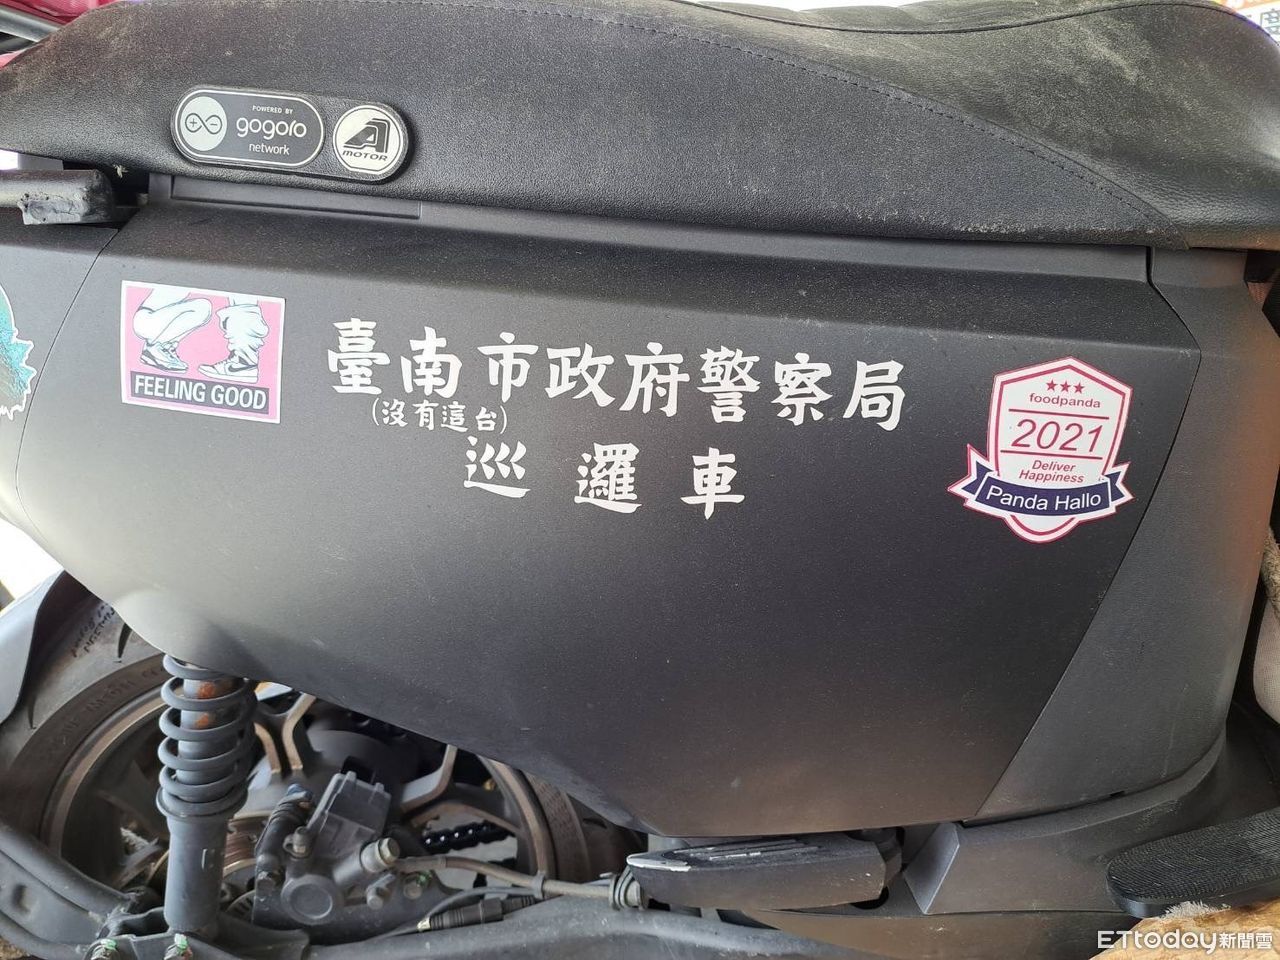 POWERED BY
gogoro
network
A
MOTOR
FEELING GOOD
臺南市政府警察局
(沒有這台)
巡邏車
foodpanda
2021
Deliver
Happiness
Panda Hallo
ETtoday新聞雲